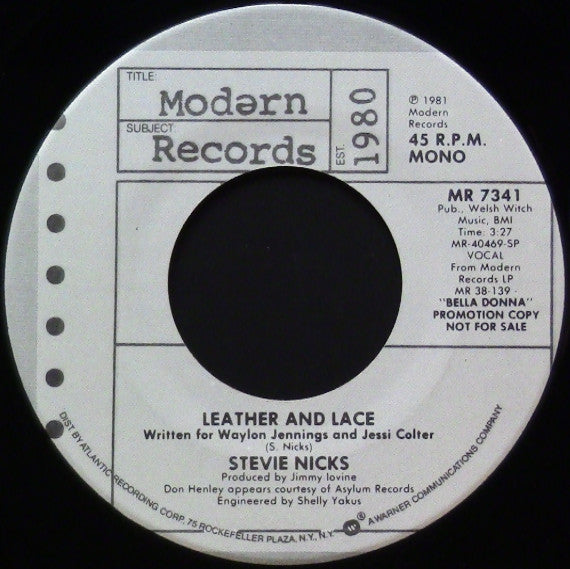 TITLE:
Modərn
SUBJECT:
Records
EST. 1980
℗ 1981
Modern
Records
45 R.P.M.
MONO
MR 7341
Pub., Welsh Witch
Music, BMI
Time: 3:27
MR-40469-SP
VOCAL
From Modern
Records LP
MR 38-139 -
"BELLA DONNA"
PROMOTION COPY
NOT FOR SALE
LEATHER AND LACE
Written for Waylon Jennings and Jessi Colter
(S. Nicks)
STEVIE NICKS
Produced by Jimmy Iovine
Don Henley appears courtesy of Asylum Records
Engineered by Shelly Yakus
DIST. BY ATLANTIC RECORDING CORP., 75 ROCKEFELLER PLAZA, N.Y., N.Y. W ® A WARNER COMMUNICATIONS COMPANY